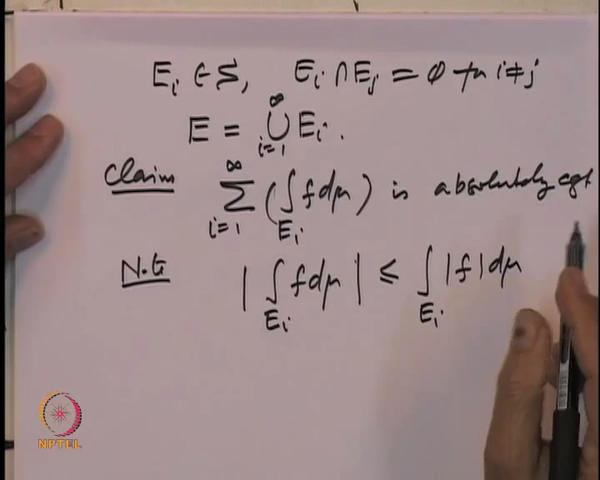 Eᵢ ∈ S, Eᵢ ∩ Eⱼ = ∅ for i ≠ j
E = ⋃_{i=1}^{∞} Eᵢ.
Claim ∑_{i=1}^{∞} (∫_{Eᵢ} f dμ) is absolutely cgt
|∫_{Eᵢ} f dμ| ≤ ∫_{Eᵢ} |f| dμ
NPTEL